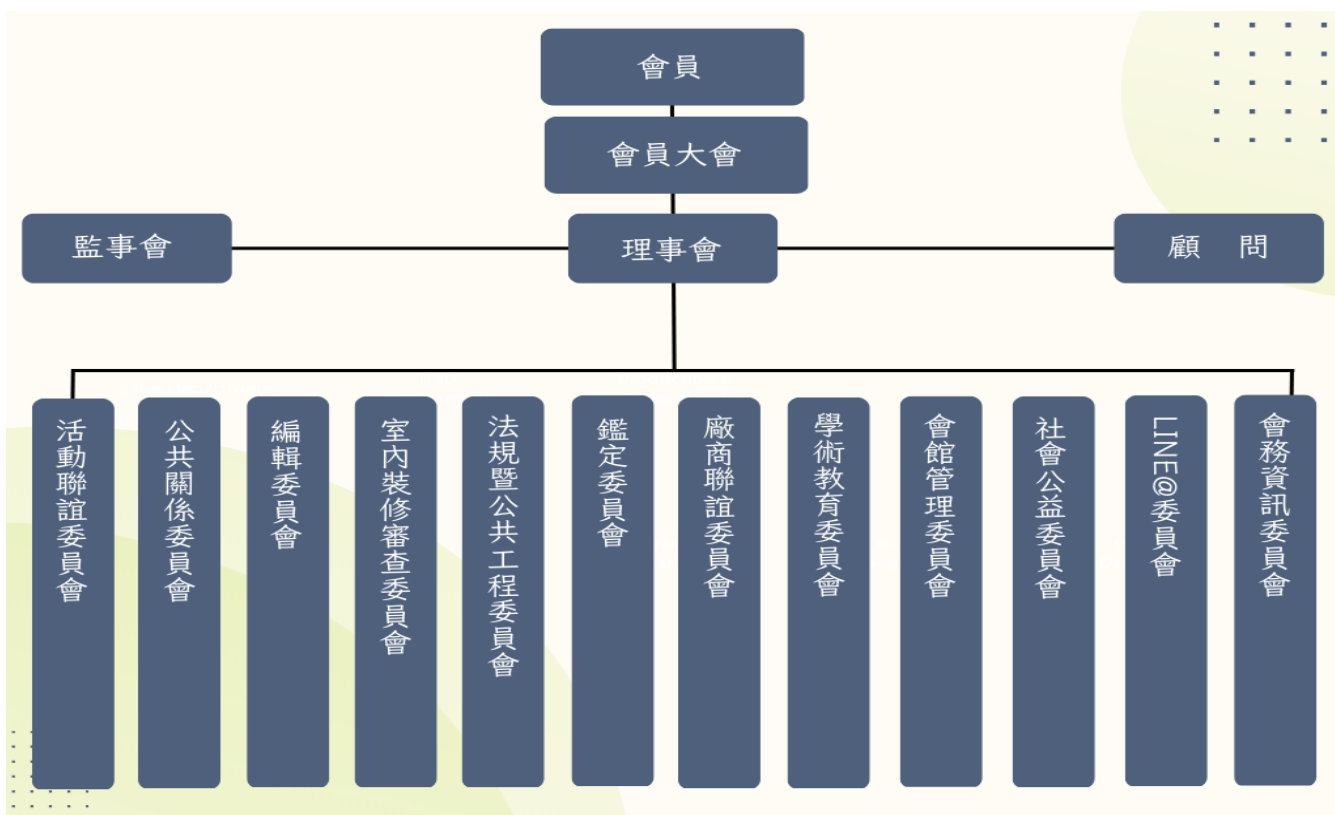 會員
會員大會
監事會
理事會
顧 問
活動聯誼委員會
公共關係委員會
編輯委員會
室內裝修審查委員會
法規暨公共工程委員會
鑑定委員會
廠商聯誼委員會
學術教育委員會
會館管理委員會
社會公益委員會
LINE@委員會
會務資訊委員會